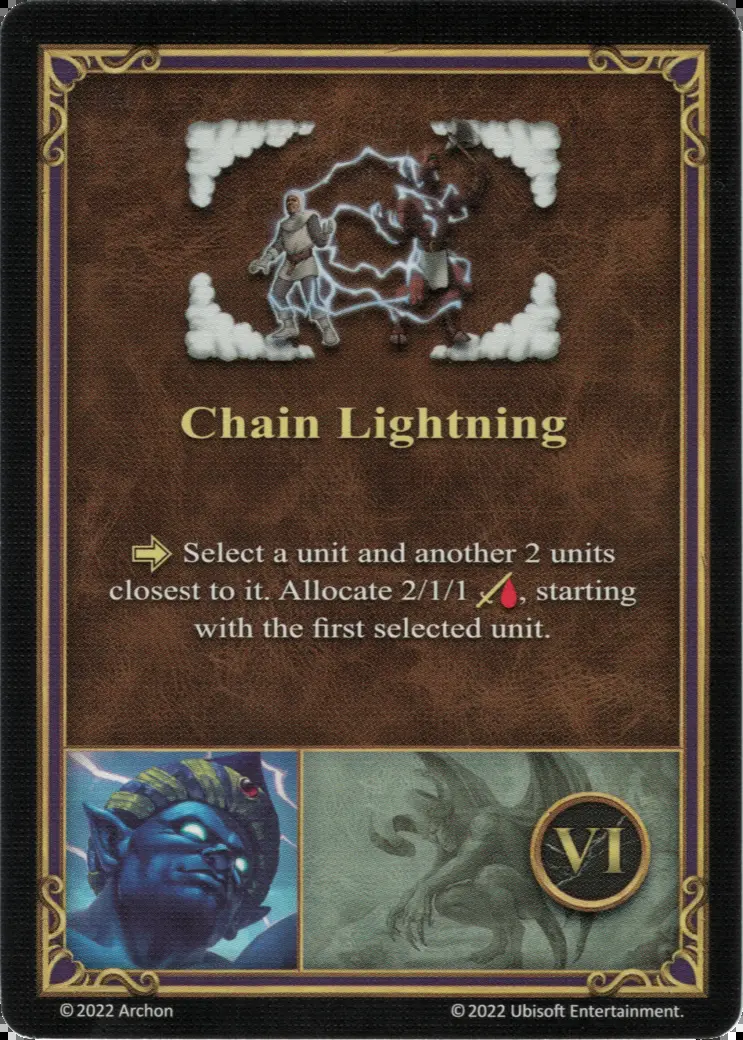 Chain Lightning
Select a unit and another 2 units
closest to it. Allocate 2/1/1 , starting
with the first selected unit.
VI
© 2022 Archon
© 2022 Ubisoft Entertainment.